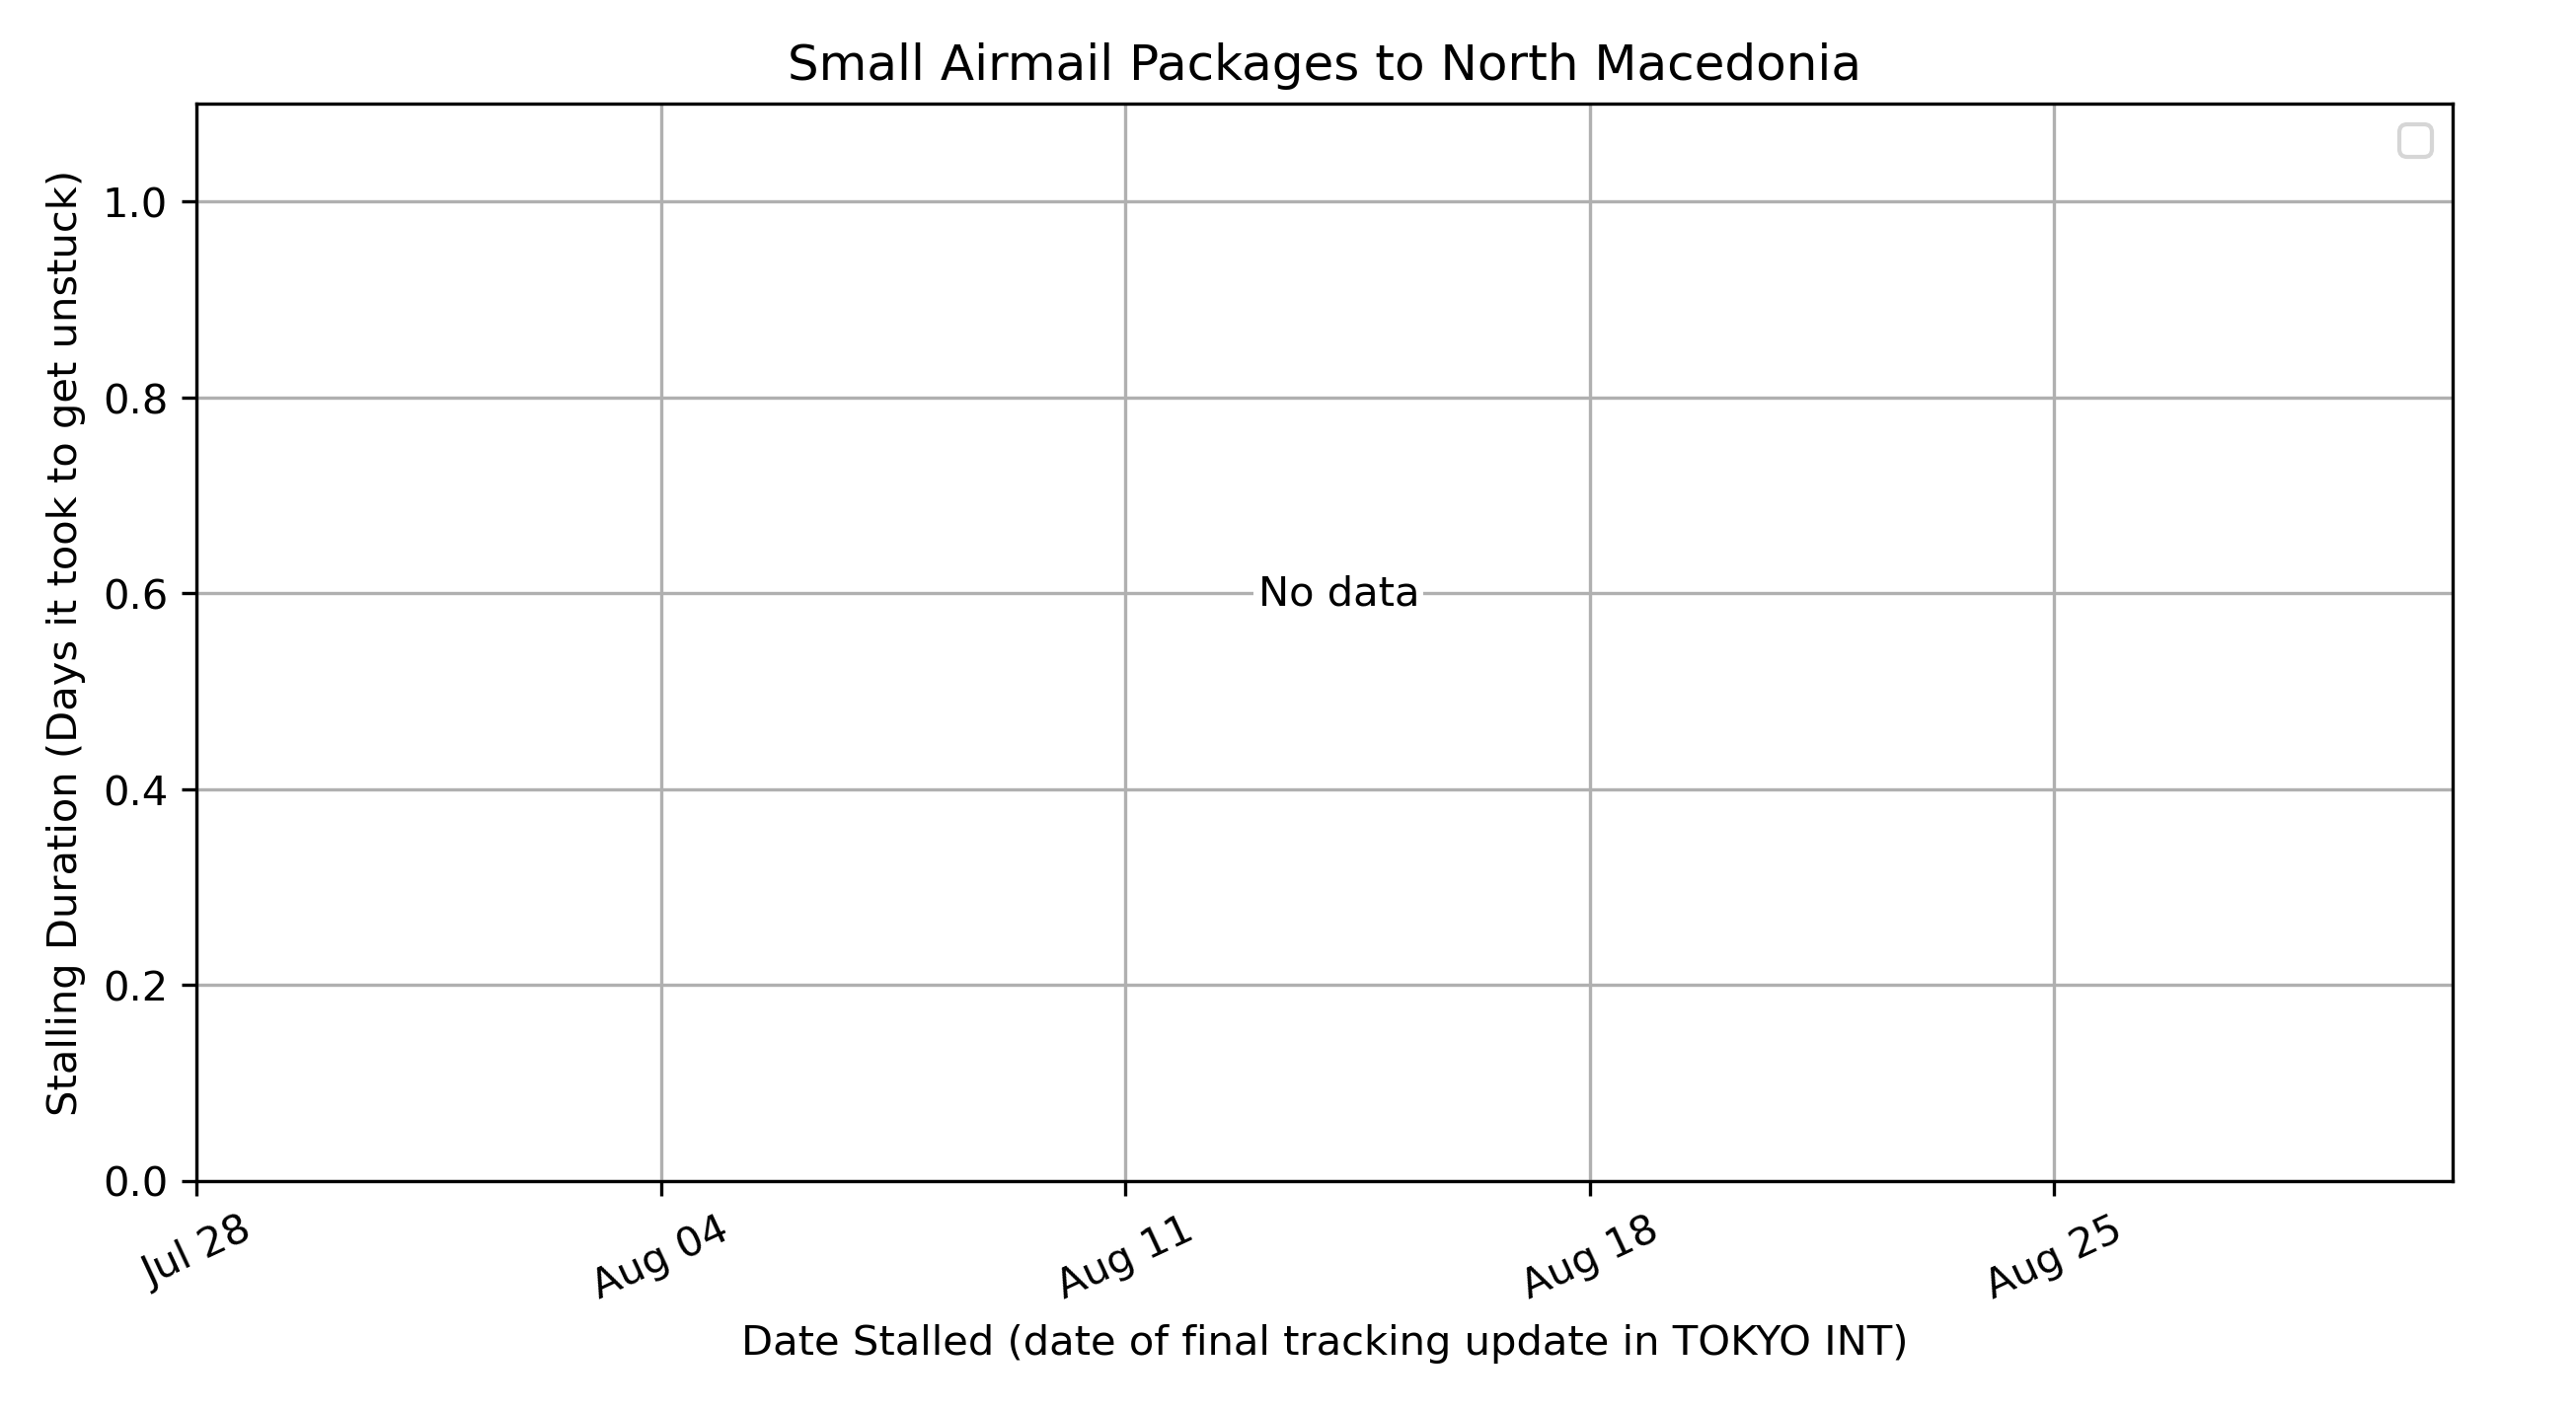 Small Airmail Packages to North Macedonia
Stalling Duration (Days it took to get unstuck)
1.0
0.8
0.6
0.4
0.2
0.0
No data
Jul 28
Aug 04
Aug 11
Aug 18
Aug 25
Date Stalled (date of final tracking update in TOKYO INT)